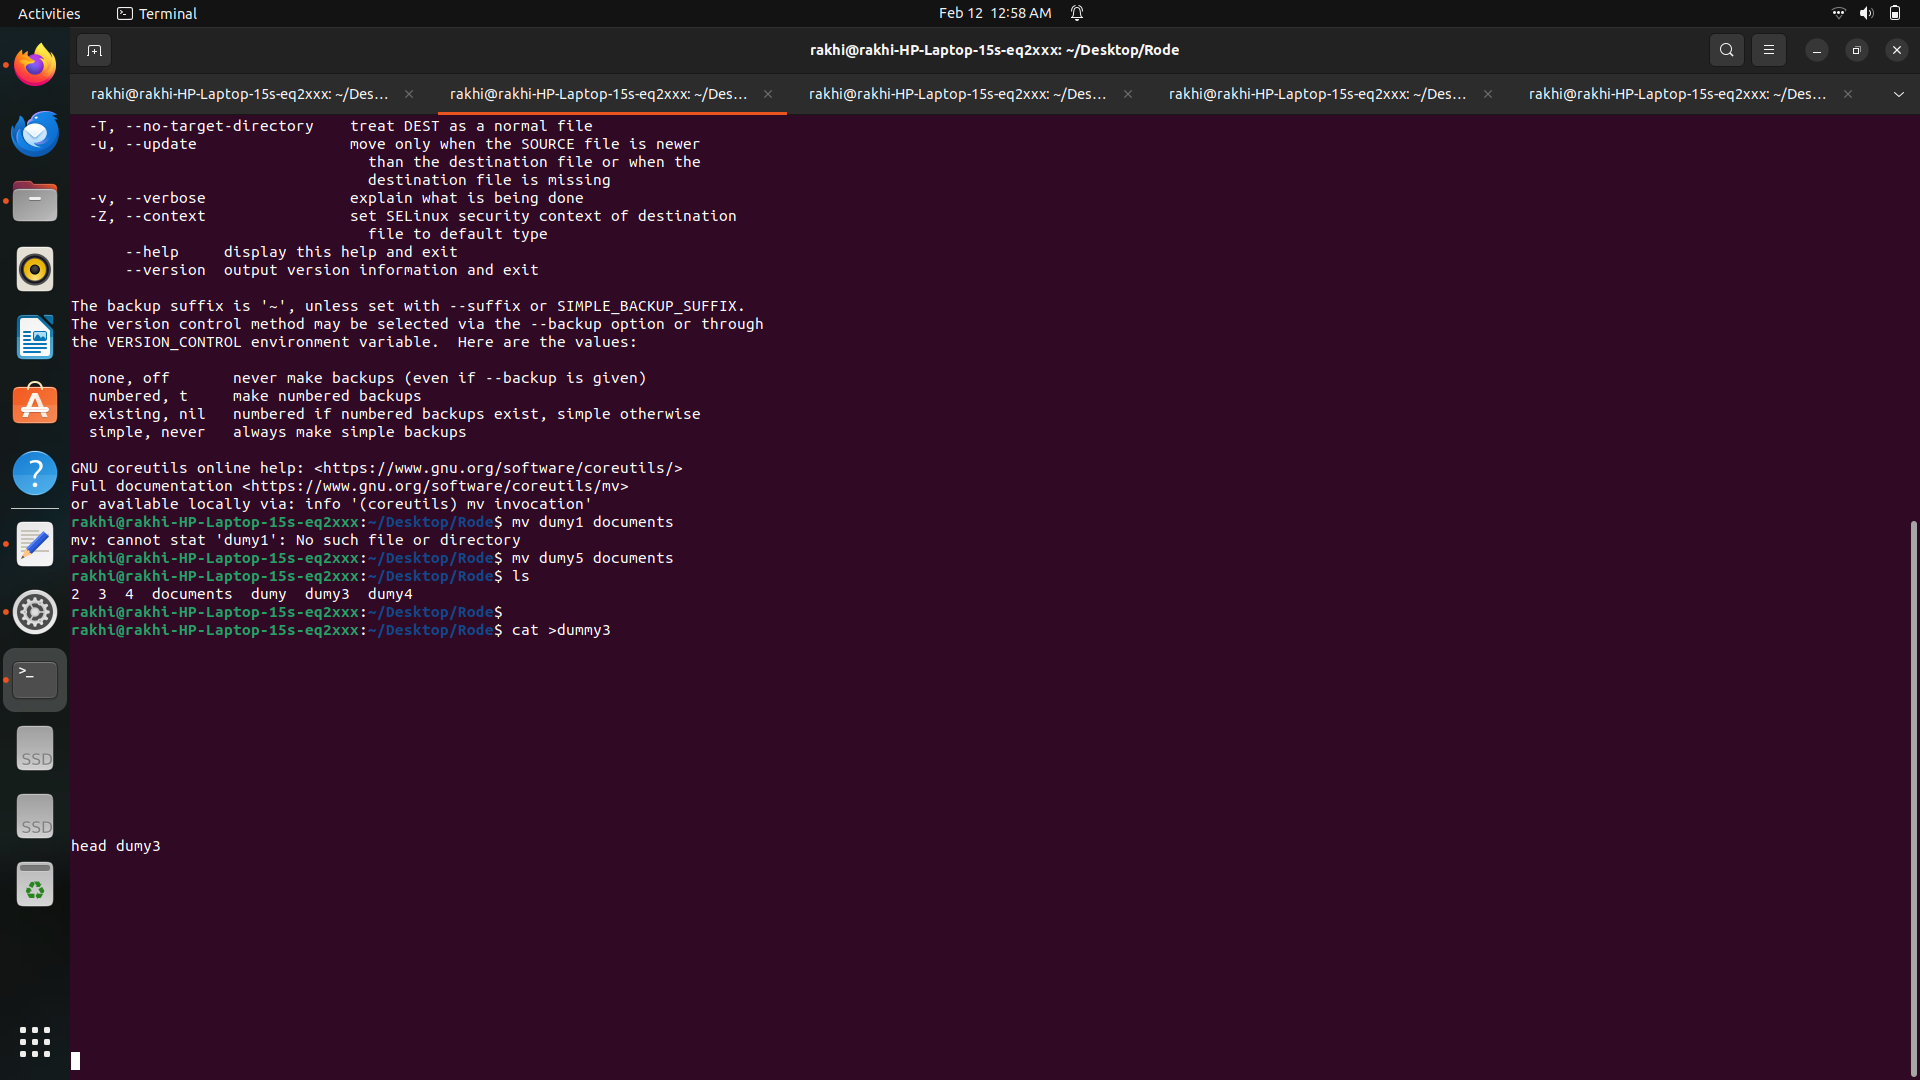 Activities
Terminal
Feb 12 12:58 AM
rakhi@rakhi-HP-Laptop-15s-eq2xxx: ~/Desktop/Rode
rakhi@rakhi-HP-Laptop-15s-eq2xxx: ~/Des...
rakhi@rakhi-HP-Laptop-15s-eq2xxx: ~/Des...
rakhi@rakhi-HP-Laptop-15s-eq2xxx: ~/Des...
rakhi@rakhi-HP-Laptop-15s-eq2xxx: ~/Des...
rakhi@rakhi-HP-Laptop-15s-eq2xxx: ~/Des...
-T, --no-target-directory    treat DEST as a normal file
-u, --update                 move only when the SOURCE file is newer
than the destination file or when the
destination file is missing
-v, --verbose                explain what is being done
-Z, --context                set SELinux security context of destination
file to default type
--help     display this help and exit
--version  output version information and exit
The backup suffix is '~', unless set with --suffix or SIMPLE_BACKUP_SUFFIX.
The version control method may be selected via the --backup option or through
the VERSION_CONTROL environment variable.  Here are the values:
none, off       never make backups (even if --backup is given)
numbered, t     make numbered backups
existing, nil   numbered if numbered backups exist, simple otherwise
simple, never   always make simple backups
GNU coreutils online help: <https://www.gnu.org/software/coreutils/>
Full documentation <https://www.gnu.org/software/coreutils/mv>
or available locally via: info '(coreutils) mv invocation'
rakhi@rakhi-HP-Laptop-15s-eq2xxx:~/Desktop/Rode$ mv dumy1 documents
mv: cannot stat 'dumy1': No such file or directory
rakhi@rakhi-HP-Laptop-15s-eq2xxx:~/Desktop/Rode$ mv dumy5 documents
rakhi@rakhi-HP-Laptop-15s-eq2xxx:~/Desktop/Rode$ ls
2  3  4  documents  dumy  dumy3  dumy4
rakhi@rakhi-HP-Laptop-15s-eq2xxx:~/Desktop/Rode$
rakhi@rakhi-HP-Laptop-15s-eq2xxx:~/Desktop/Rode$ cat >dummy3
SSD
SSD
head dumy3